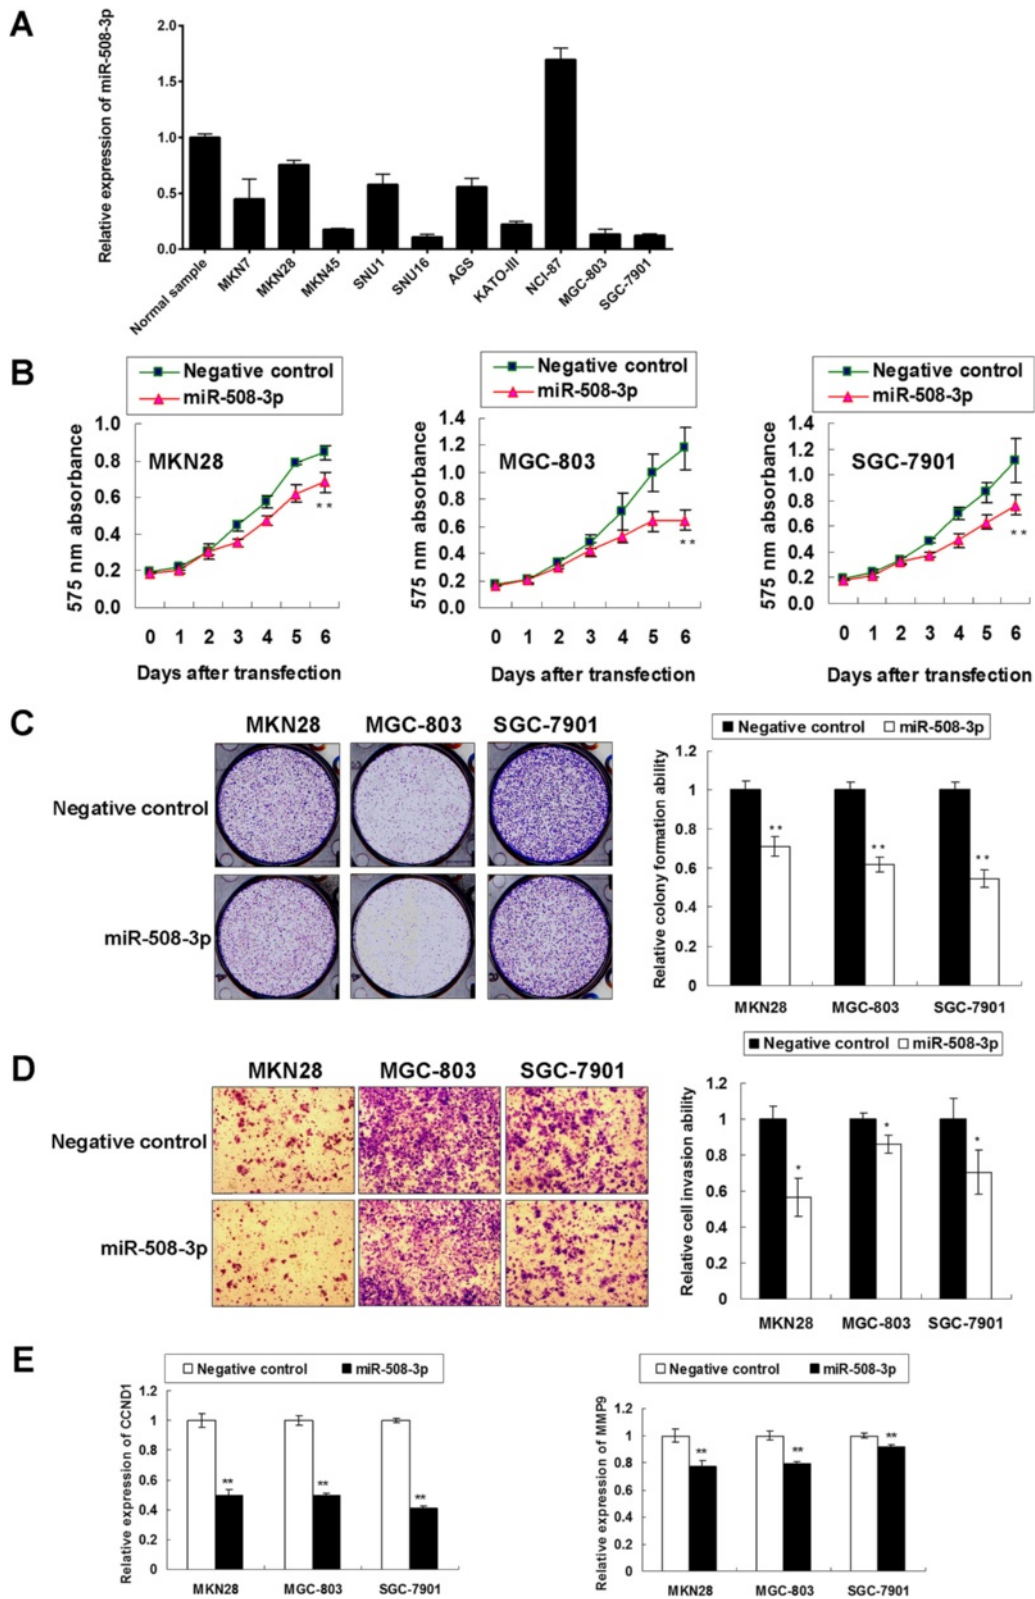 A
Relative expression of miR-508-3p
2.0
1.5
1.0
0.5
0.0
Normal sample
MKN7
MKN28
MKN45
SNU1
SNU16
AGS
KATO-III
NCI-87
MGC-803
SGC-7901
B
Negative control
miR-508-3p
575 nm absorbance
1.0
0.8
0.6
0.4
0.2
0.0
MKN28
**
0 1 2 3 4 5 6
Days after transfection
Negative control
miR-508-3p
575 nm absorbance
1.4
1.2
1.0
0.8
0.6
0.4
0.2
0.0
MGC-803
**
0 1 2 3 4 5 6
Days after transfection
Negative control
miR-508-3p
575 nm absorbance
1.4
1.2
1.0
0.8
0.6
0.4
0.2
0.0
SGC-7901
**
0 1 2 3 4 5 6
Days after transfection
C
MKN28 MGC-803 SGC-7901
Negative control
miR-508-3p
Negative control miR-508-3p
Relative colony formation ability
1.2
1
0.8
0.6
0.4
0.2
0
** ** **
MKN28 MGC-803 SGC-7901
D
MKN28 MGC-803 SGC-7901
Negative control
miR-508-3p
Negative control miR-508-3p
Relative cell invasion ability
1.2
1
0.8
0.6
0.4
0.2
0
* * *
MKN28 MGC-803 SGC-7901
E
Negative control miR-508-3p
Relative expression of CCND1
1.2
1
0.8
0.6
0.4
0.2
0
** ** **
MKN28 MGC-803 SGC-7901
Negative control miR-508-3p
Relative expression of MMP9
1.2
1
0.8
0.6
0.4
0.2
0
** ** **
MKN28 MGC-803 SGC-7901